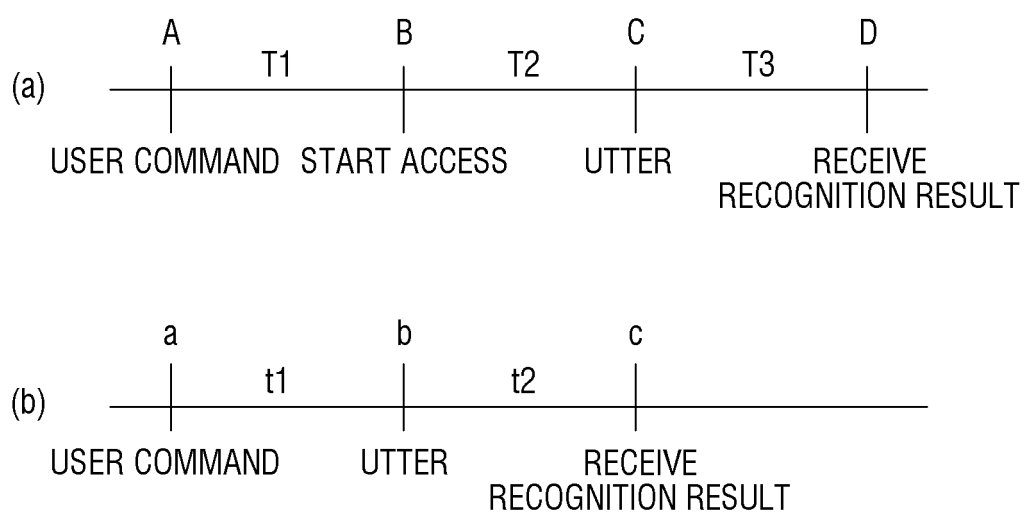 A B C D
(a) T1 T2 T3
USER COMMAND START ACCESS UTTER RECEIVE
RECOGNITION RESULT
a b c
(b) t1 t2
USER COMMAND UTTER RECEIVE
RECOGNITION RESULT